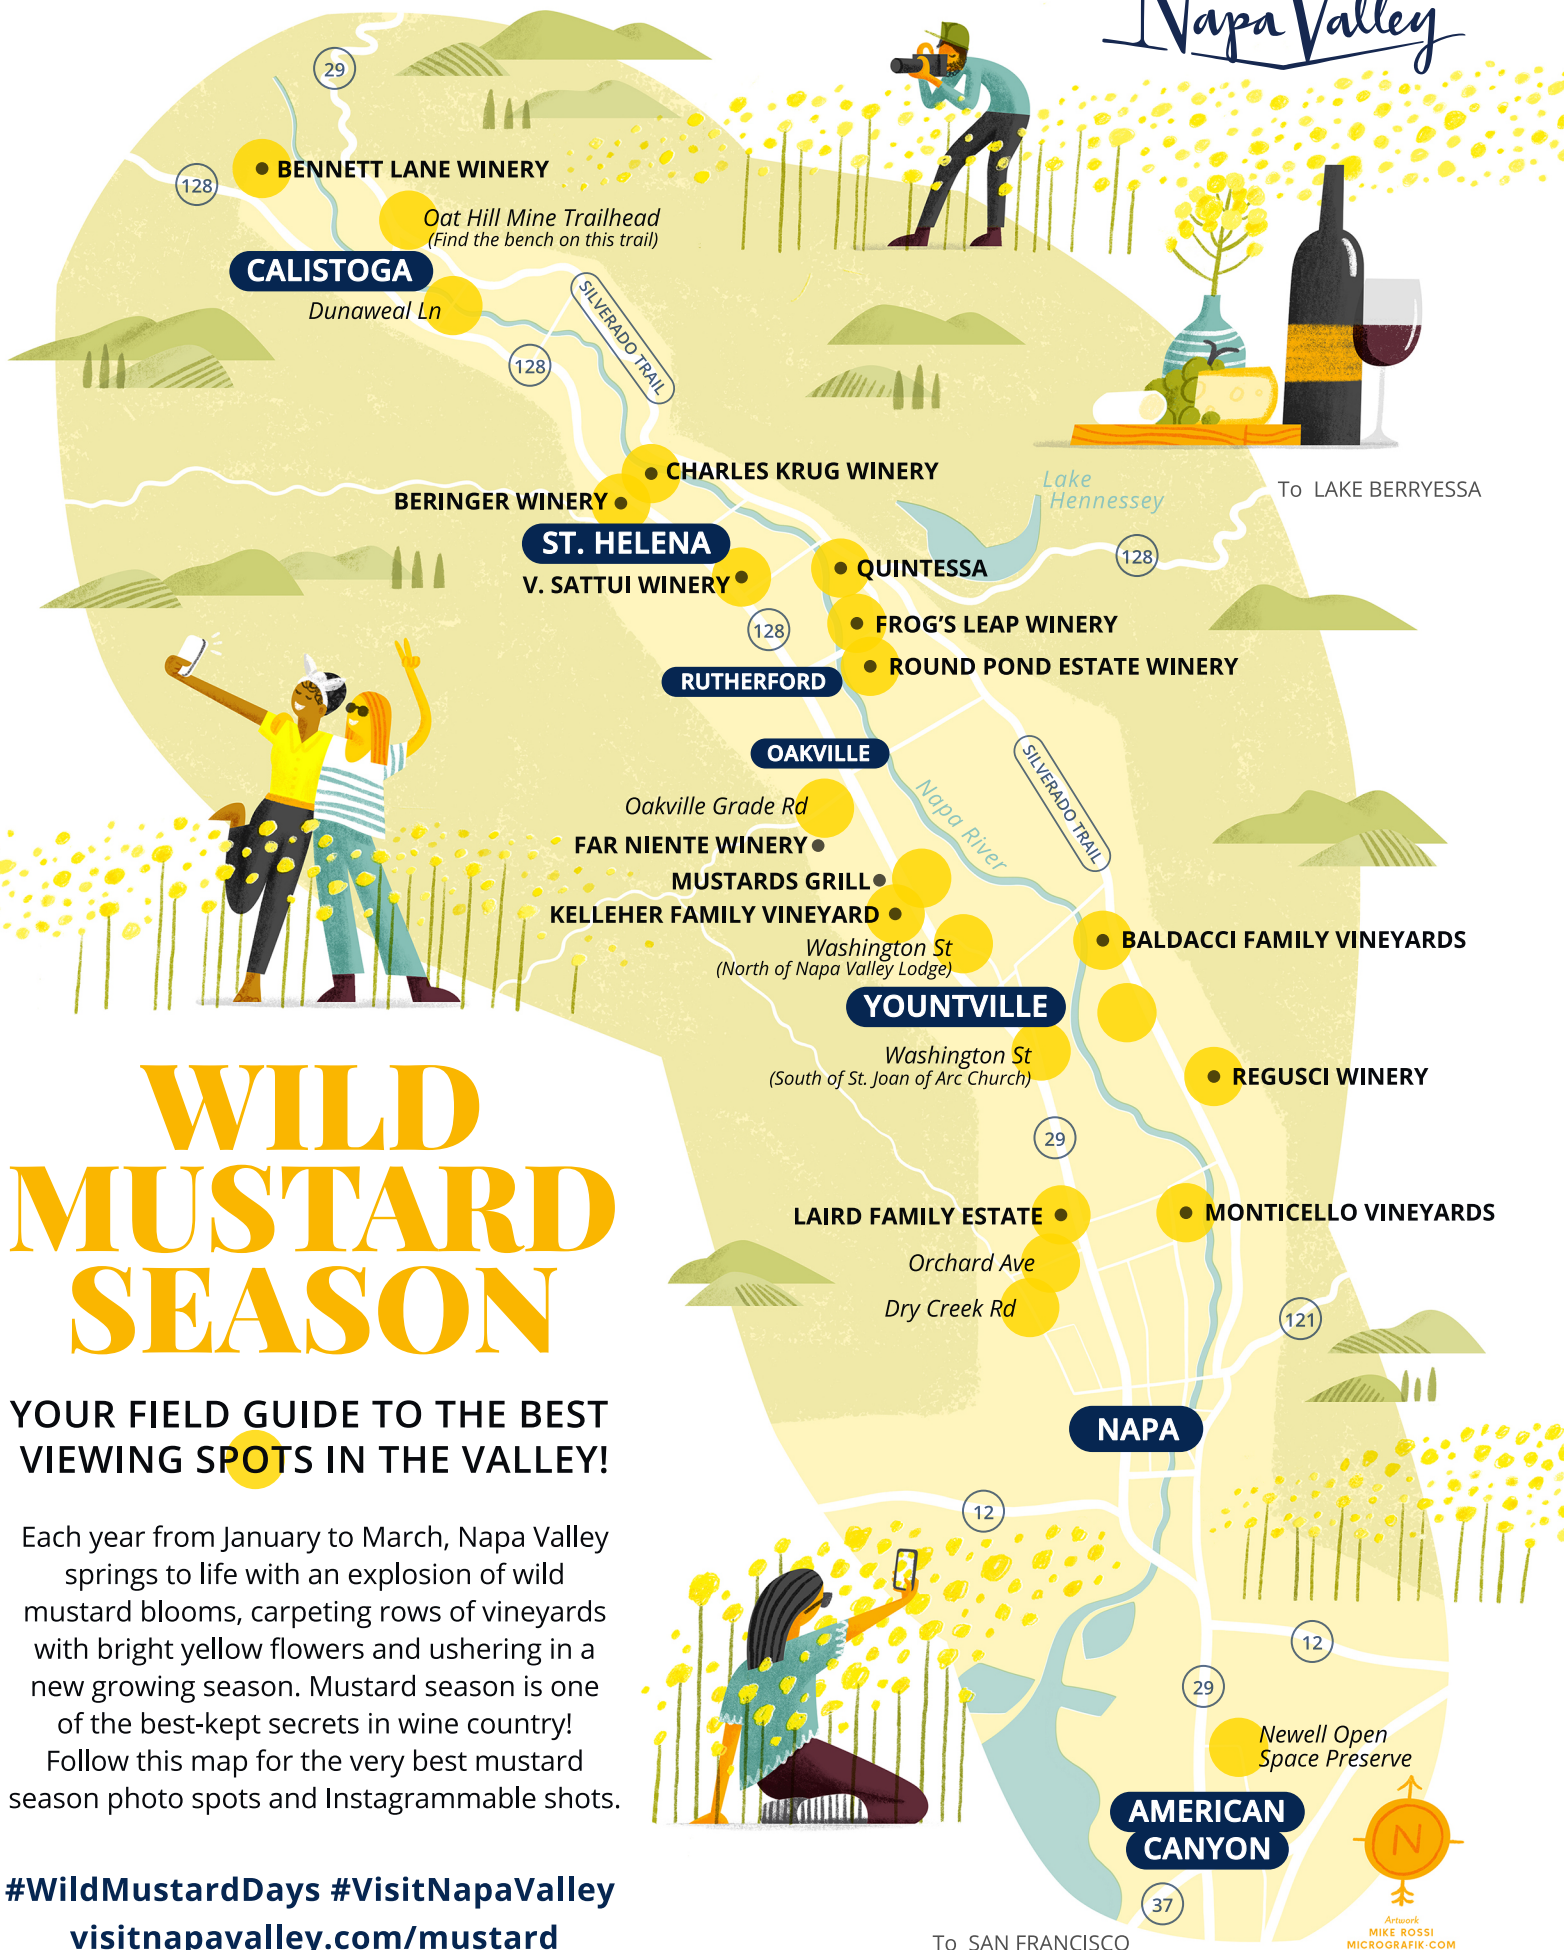 Napa Valley
29
128
BENNETT LANE WINERY
Oat Hill Mine Trailhead
(Find the bench on this trail)
CALISTOGA
Dunaweal Ln
SILVERADO TRAIL
128
CHARLES KRUG WINERY
BERINGER WINERY
Lake
Hennessey
To LAKE BERRYESSA
ST. HELENA
128
QUINTESSA
V. SATTUI WINERY
128
FROG'S LEAP WINERY
ROUND POND ESTATE WINERY
RUTHERFORD
OAKVILLE
SILVERADO TRAIL
Napa River
Oakville Grade Rd
FAR NIENTE WINERY
MUSTARDS GRILL
KELLEHER FAMILY VINEYARD
BALDACCI FAMILY VINEYARDS
Washington St
(North of Napa Valley Lodge)
YOUNTVILLE
Washington St
(South of St. Joan of Arc Church)
REGUSCI WINERY
29
LAIRD FAMILY ESTATE
MONTICELLO VINEYARDS
Orchard Ave
Dry Creek Rd
121
NAPA
12
12
29
Newell Open
Space Preserve
AMERICAN
CANYON
37
To SAN FRANCISCO
N
Artwork
MIKE ROSSI
MICROGRAFIK.COM
WILD
MUSTARD
SEASON
YOUR FIELD GUIDE TO THE BEST
VIEWING SPOTS IN THE VALLEY!
Each year from January to March, Napa Valley
springs to life with an explosion of wild
mustard blooms, carpeting rows of vineyards
with bright yellow flowers and ushering in a
new growing season. Mustard season is one
of the best-kept secrets in wine country!
Follow this map for the very best mustard
season photo spots and Instagrammable shots.
#WildMustardDays #VisitNapaValley
visitnapavalley.com/mustard